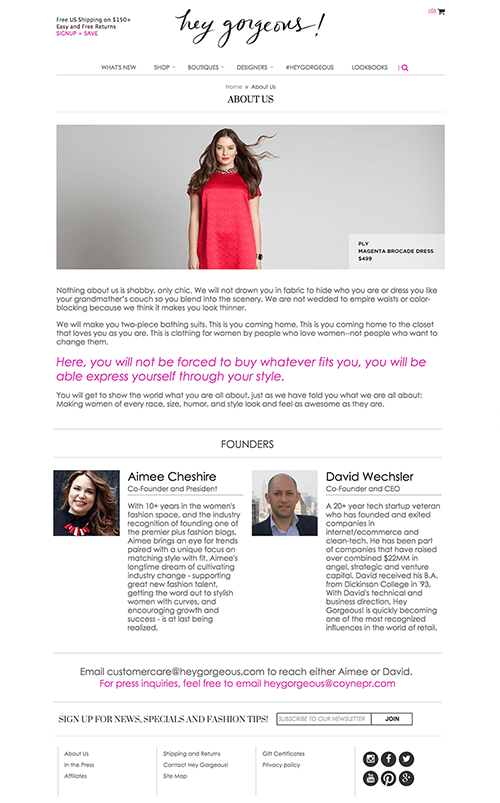 Free US Shipping on $150+
Easy and Free Returns
SIGNUP + SAVE
hey gorgeous!
(0)
WHAT'S NEW
SHOP
BOUTIQUES
DESIGNERS
#HEYGORGEOUS
LOOKBOOKS
Home » About Us
ABOUT US
PLY
MAGENTA BROCADE DRESS
$499
Nothing about us is shabby, only chic. We will not drown you in fabric to hide who you are or dress you like
your grandmother's couch so you blend into the scenery. We are not wedded to empire waists or color-
blocking because we think it makes you look thinner.
We will make you two-piece bathing suits. This is you coming home. This is you coming home to the closet
that loves you as you are. This is clothing for women by people who love women--not people who want to
change them.
Here, you will not be forced to buy whatever fits you, you will be
able express yourself through your style.
You will get to show the world what you are all about, just as we have told you what we are all about:
Making women of every race, size, humor, and style look and feel as awesome as they are.
FOUNDERS
Aimee Cheshire
Co-Founder and President
With 10+ years in the women's
fashion space, and the industry
recognition of founding one of
the premier plus fashion blogs,
Aimee brings an eye for trends
paired with a unique focus on
matching style with fit. Aimee's
longtime dream of cultivating
industry change - supporting
great new fashion talent,
getting the word out to stylish
women with curves, and
encouraging growth and
success - is at last being
realized.
David Wechsler
Co-Founder and CEO
A 20+ year tech startup veteran
who has founded and exited
companies in
internet/ecommerce and
clean-tech. He has been part
of companies that have raised
over combined $22MM in
angel, strategic and venture
capital. David received his B.A.
from Dickinson College in '93.
With David's technical and
business direction, Hey
Gorgeous! is quickly becoming
one of the most recognized
influences in the world of retail.
Email customercare@heygorgeous.com to reach either Aimee or David.
For press inquiries, feel free to email heygorgeous@coynepr.com
SIGN UP FOR NEWS, SPECIALS AND FASHION TIPS!
SUBSCRIBE TO OUR NEWSLETTER
JOIN
About Us
In the Press
Affiliates
Shipping and Returns
Contact Hey Gorgeous!
Site Map
Gift Certificates
Privacy policy